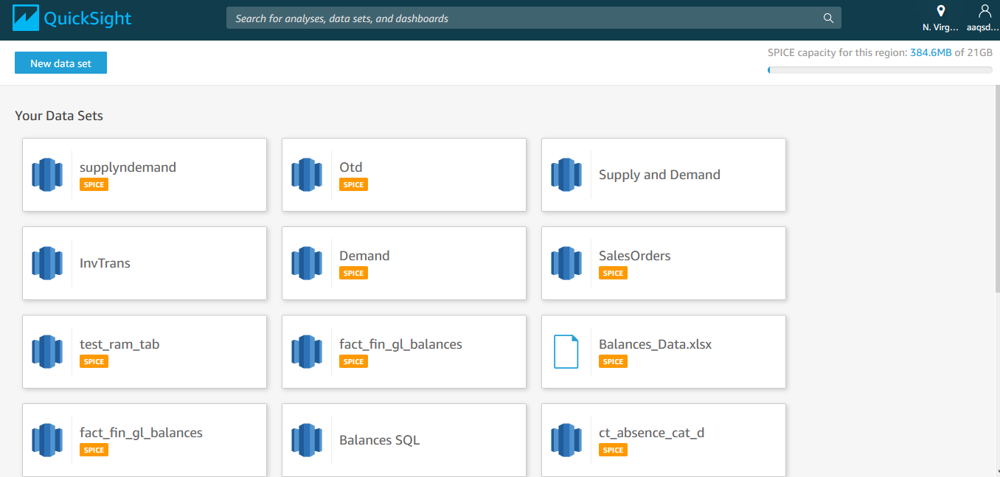 QuickSight
Search for analyses, data sets, and dashboards
N. Virg...
aaqsd...
New data set
SPICE capacity for this region: 384.6MB of 21GB
Your Data Sets
supplyndemand
SPICE
Otd
SPICE
Supply and Demand
InvTrans
Demand
SPICE
SalesOrders
SPICE
test_ram_tab
SPICE
fact_fin_gl_balances
SPICE
Balances_Data.xlsx
SPICE
fact_fin_gl_balances
SPICE
Balances SQL
ct_absence_cat_d
SPICE